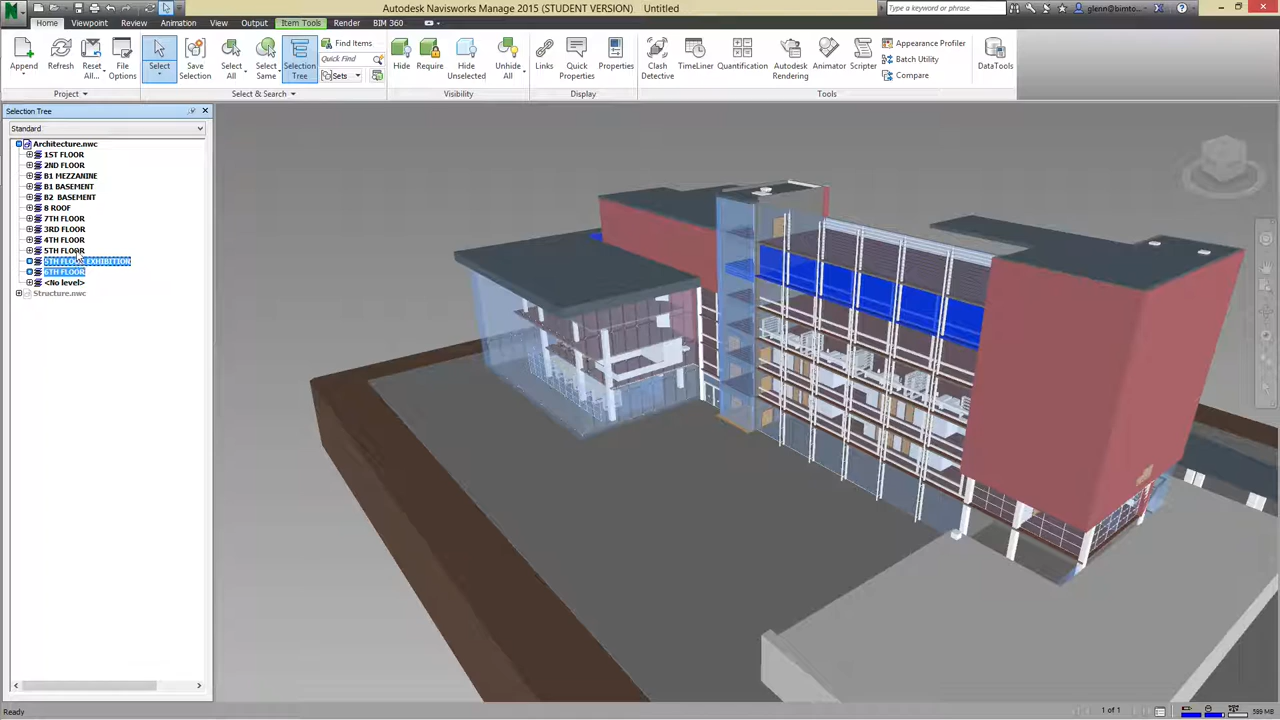 Autodesk Navisworks Manage 2015 (STUDENT VERSION) Untitled
Type a keyword or phrase
glenn@bimto...
Home Viewpoint Review Animation View Output Item Tools Render BIM 360
Append Refresh Reset All... File Options Select Save Selection Select All Select Same Selection Tree
Find Items
Quick Find
Sets
Hide Require Hide Unselected Unhide All
Links Quick Properties Properties
Clash Detective TimeLiner Quantification Autodesk Rendering Animator Scripter
Appearance Profiler
Batch Utility
Compare
DataTools
Project Select & Search Visibility Display Tools
Selection Tree
Standard
Architecture.nwc
1ST FLOOR
2ND FLOOR
B1 MEZZANINE
B1 BASEMENT
B2 BASEMENT
8 ROOF
7TH FLOOR
3RD FLOOR
4TH FLOOR
5TH FLOOR
5TH FLOOR EXHIBITION
6TH FLOOR
<No level>
Structure.nwc
Ready
1 of 1
399 MB